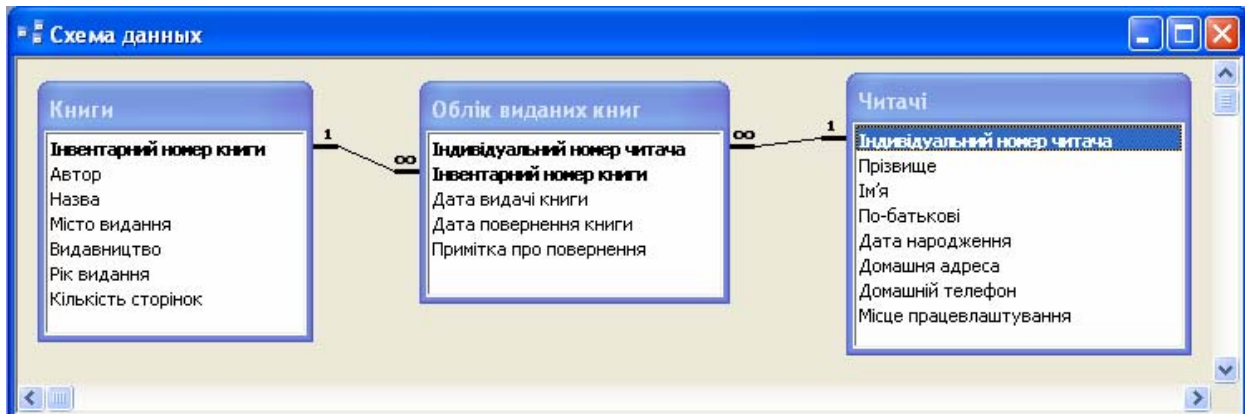 Схема данных
Книги
Інвентарний номер книги
Автор
Назва
Місто видання
Видавництво
Рік видання
Кількість сторінок
1
∞
Облік виданих книг
Індивідуальний номер читача
Інвентарний номер книги
Дата видачі книги
Дата повернення книги
Примітка про повернення
∞
1
Читачі
Індивідуальний номер читача
Прізвище
Ім'я
По-батькові
Дата народження
Домашня адреса
Домашній телефон
Місце працевлаштування